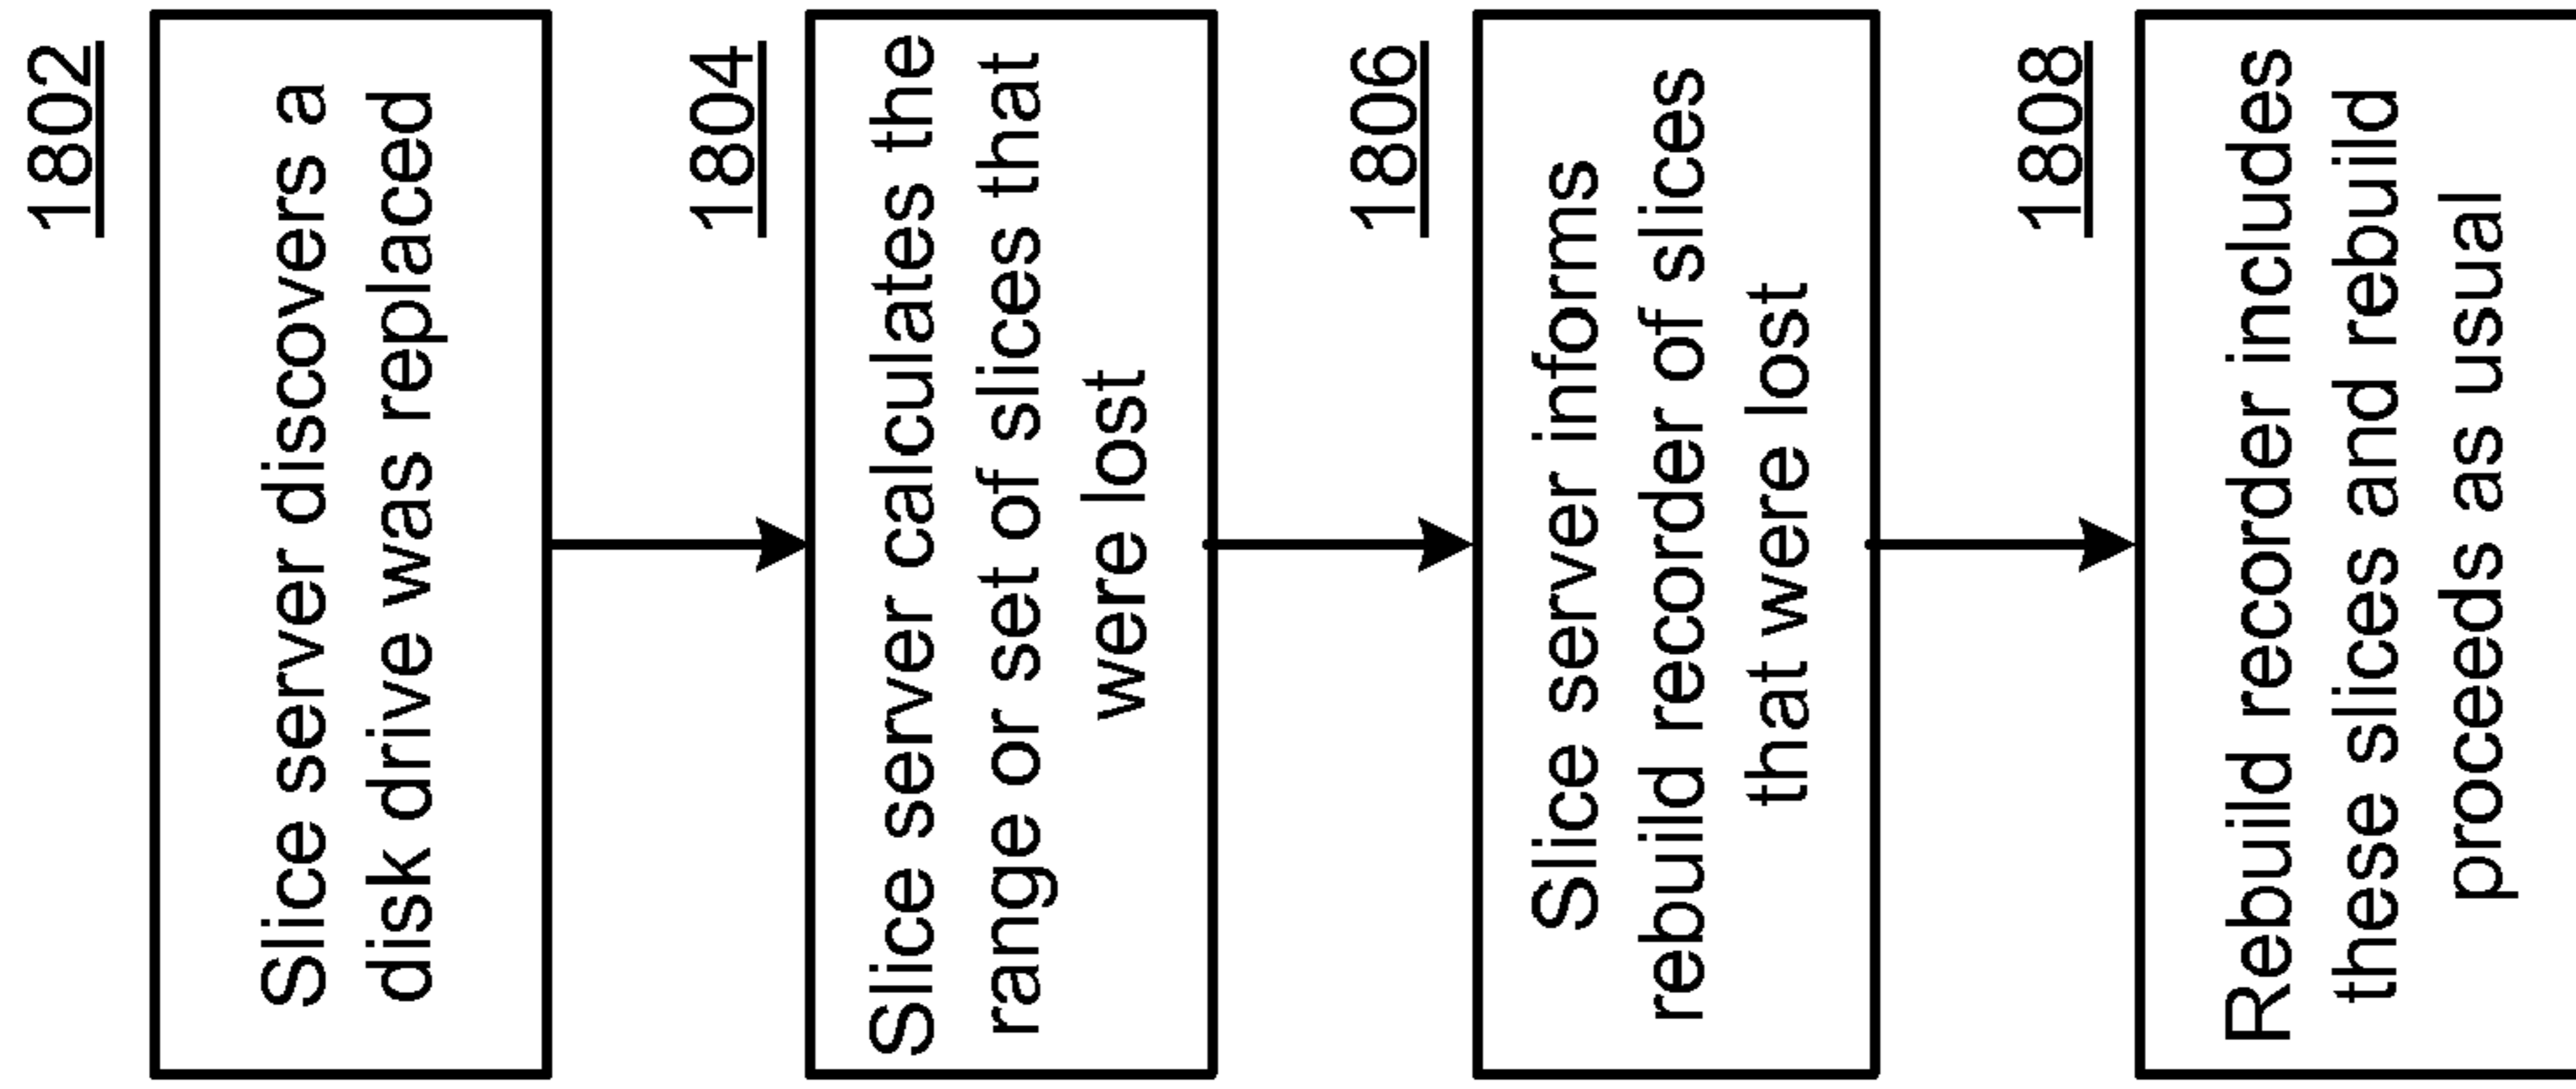 1802
Slice server discovers a
disk drive was replaced
1804
Slice server calculates the
range or set of slices that
were lost
1806
Slice server informs
rebuild recorder of slices
that were lost
1808
Rebuild recorder includes
these slices and rebuild
proceeds as usual